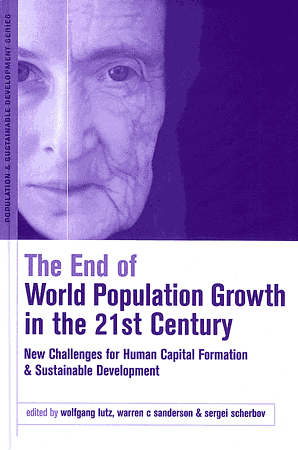 POPULATION & SUSTAINABLE DEVELOPMENT SERIES
The End of
World Population Growth
in the 21st Century
New Challenges for Human Capital Formation
& Sustainable Development
edited by wolfgang lutz, warren c sanderson & sergei scherbov